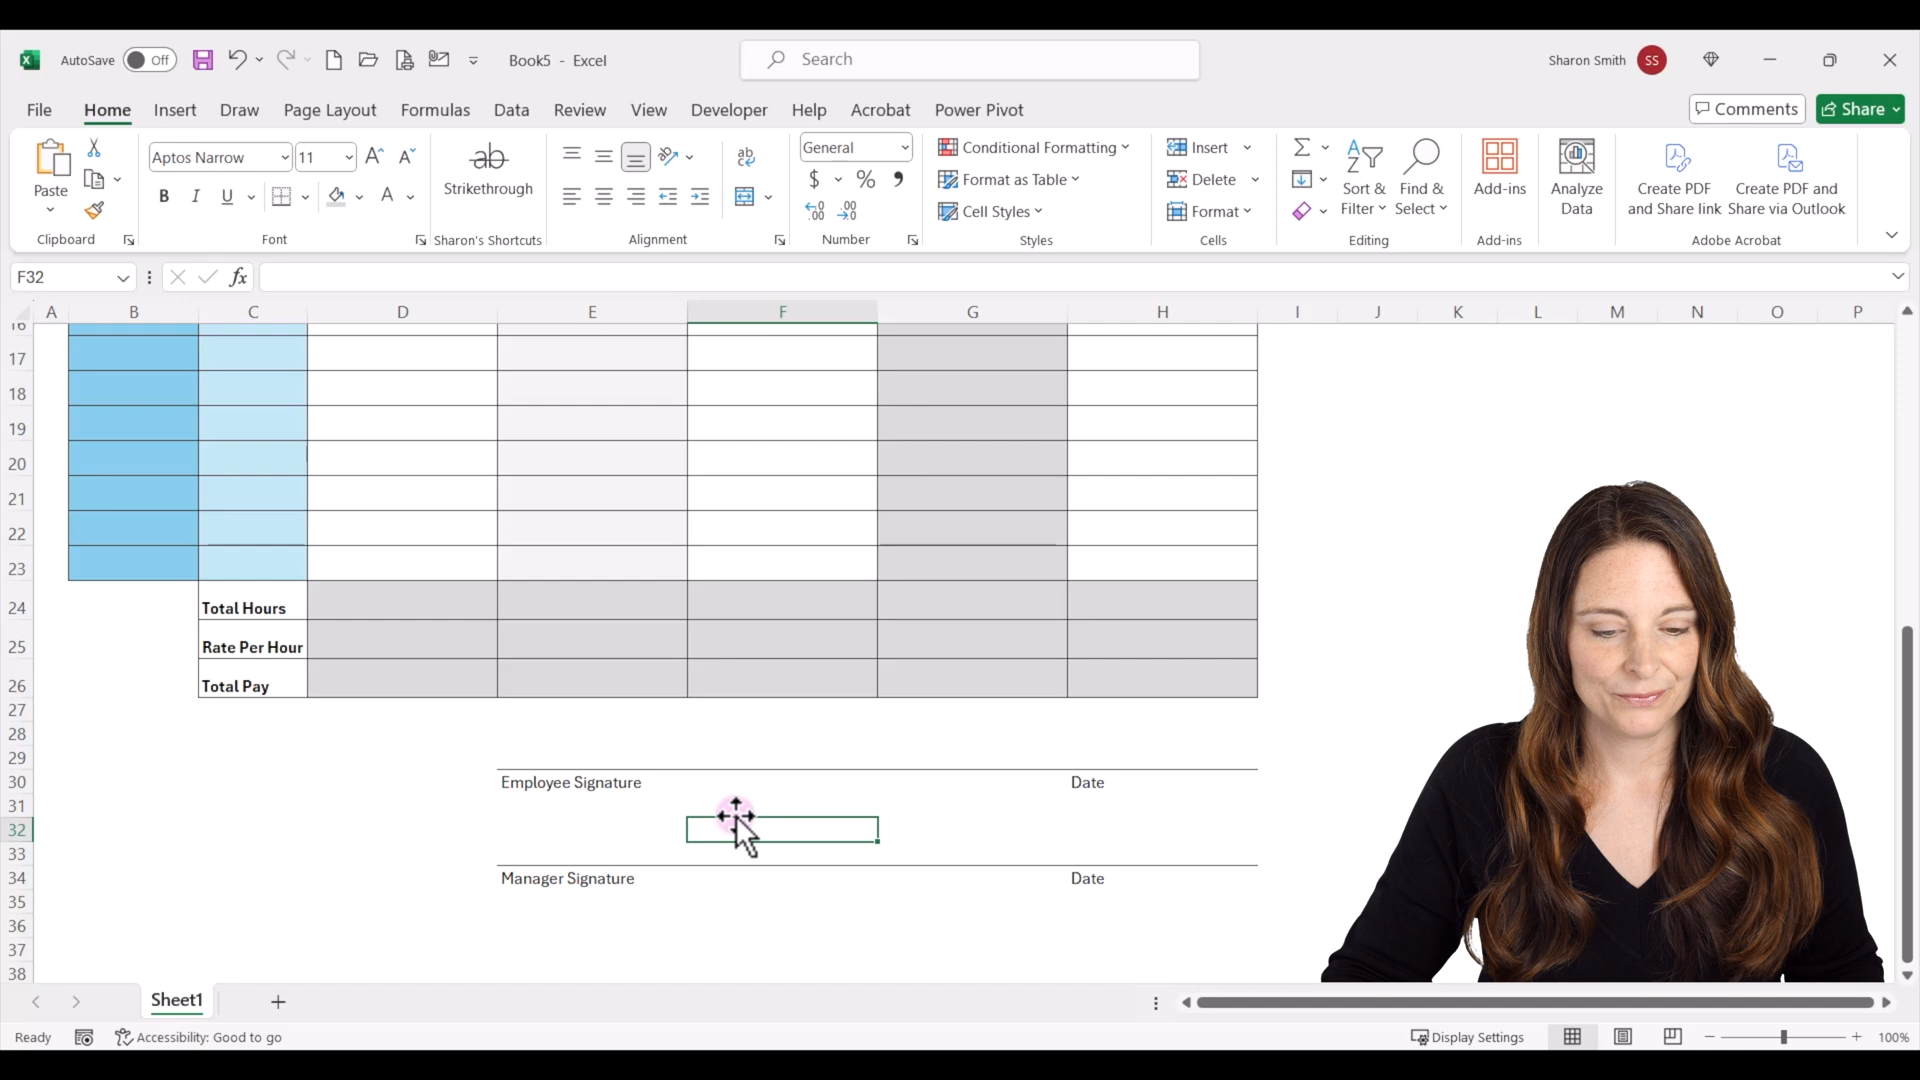 AutoSave Off Book5 - Excel Search Sharon Smith SS
File Home Insert Draw Page Layout Formulas Data Review View Developer Help Acrobat Power Pivot Comments Share
Paste
Clipboard
Aptos Narrow 11 A A
B I U A
Font
ab
Strikethrough
Sharon's Shortcuts
ab
Alignment
General
$ % ,
.00
.00
Number
Conditional Formatting
Format as Table
Cell Styles
Styles
Insert
Delete
Format
Cells
Sort & Filter
Find & Select
Editing
Add-ins
Add-ins
Analyze Data
Create PDF and Share link
Create PDF and Share via Outlook
Adobe Acrobat
F32 fx
A B C D E F G H I J K L M N O P
16
17
18
19
20
21
22
23
24 Total Hours
25 Rate Per Hour
26 Total Pay
27
28
29
30 Employee Signature Date
31
32
33
34 Manager Signature Date
35
36
37
38
Sheet1
Ready Accessibility: Good to go Display Settings 100%